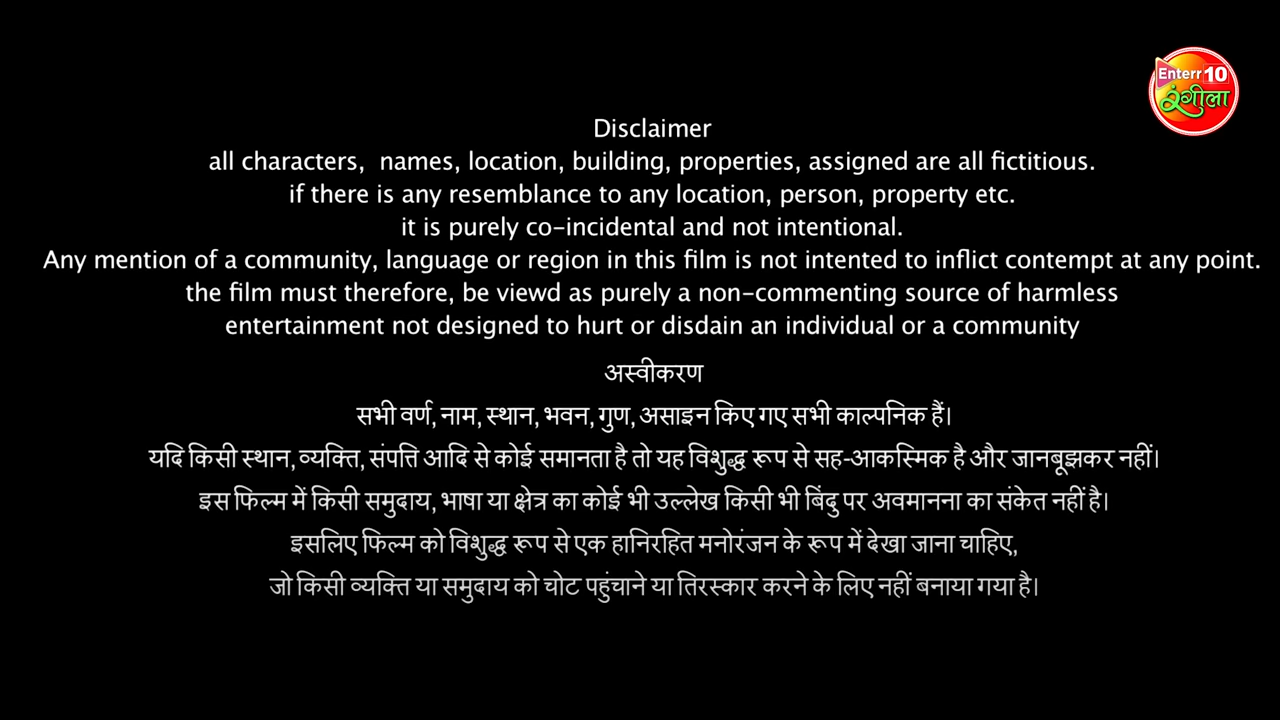 Enterr 10
रंगीला
Disclaimer
all characters,  names, location, building, properties, assigned are all fictitious.
if there is any resemblance to any location, person, property etc.
it is purely co-incidental and not intentional.
Any mention of a community, language or region in this film is not intented to inflict contempt at any point.
the film must therefore, be viewd as purely a non-commenting source of harmless
entertainment not designed to hurt or disdain an individual or a community
अस्वीकरण
सभी वर्ण, नाम, स्थान, भवन, गुण, असाइन किए गए सभी काल्पनिक हैं।
यदि किसी स्थान, व्यक्ति, संपत्ति आदि से कोई समानता है तो यह विशुद्ध रूप से सह-आकस्मिक है और जानबूझकर नहीं।
इस फिल्म में किसी समुदाय, भाषा या क्षेत्र का कोई भी उल्लेख किसी भी बिंदु पर अवमानना का संकेत नहीं है।
इसलिए फिल्म को विशुद्ध रूप से एक हानिरहित मनोरंजन के रूप में देखा जाना चाहिए,
जो किसी व्यक्ति या समुदाय को चोट पहुंचाने या तिरस्कार करने के लिए नहीं बनाया गया है।